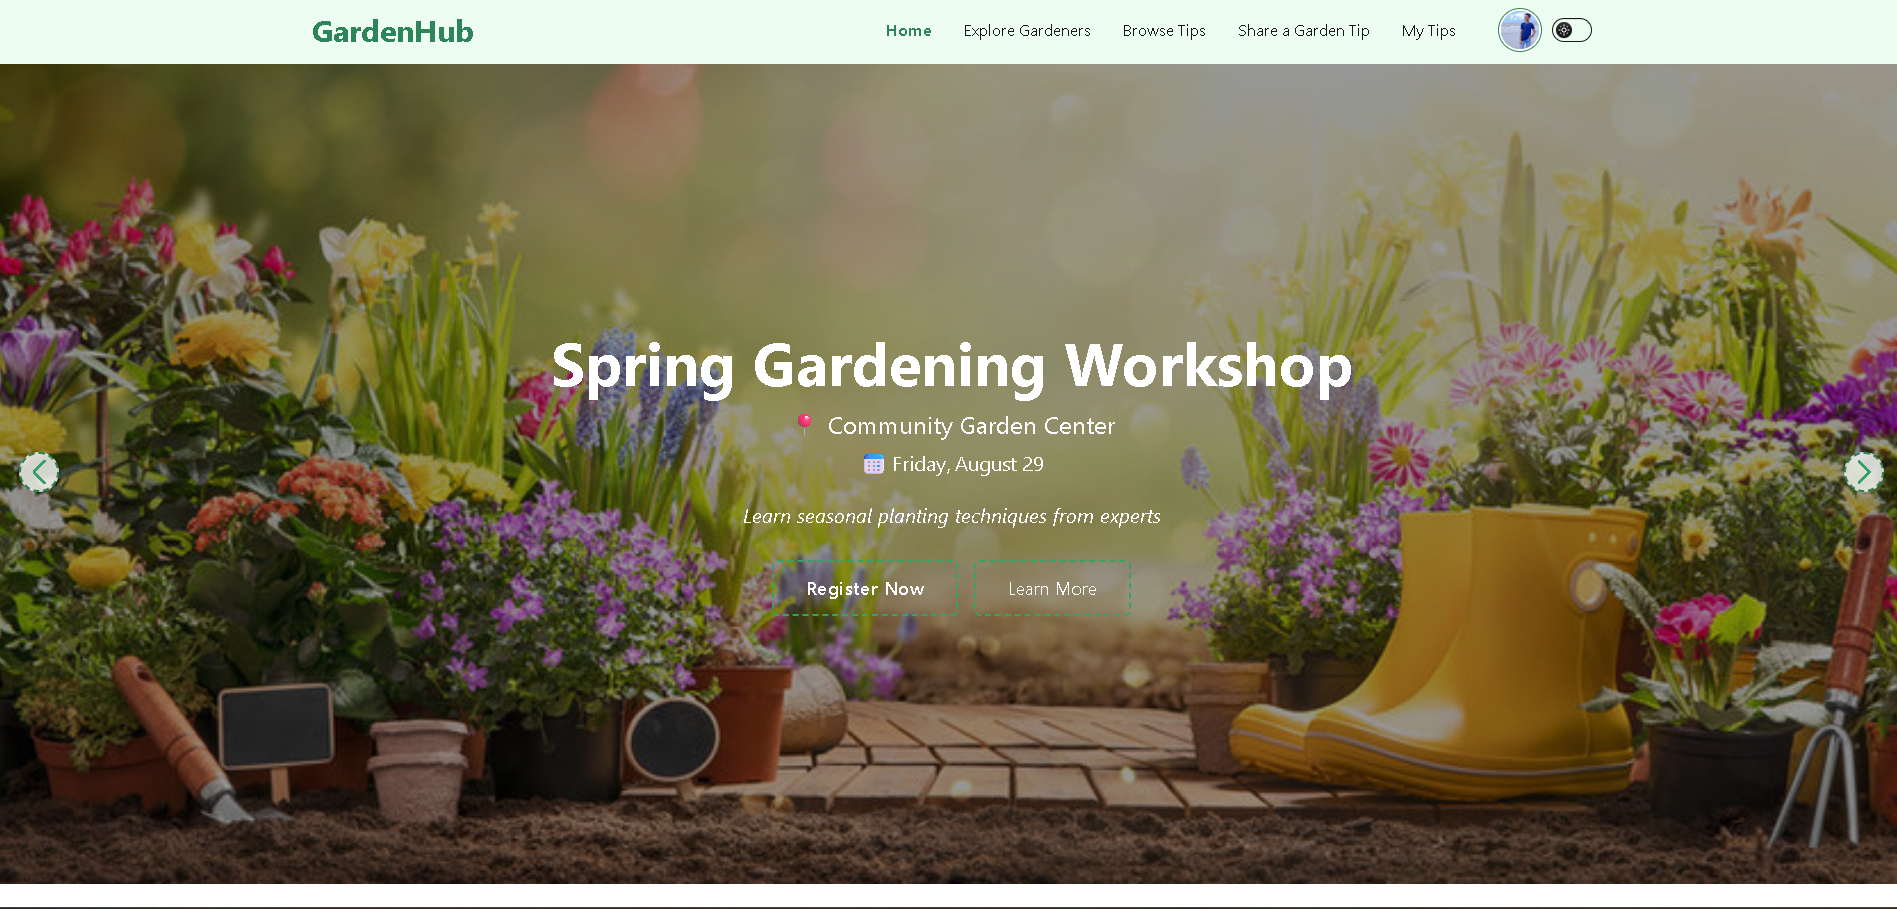 GardenHub
Home Explore Gardeners Browse Tips Share a Garden Tip My Tips
Spring Gardening Workshop
Community Garden Center
Friday, August 29
Learn seasonal planting techniques from experts
Register Now Learn More